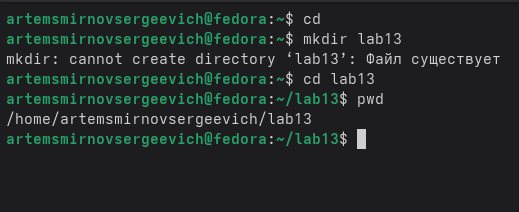 artemsmirnovsergeevich@fedora:~$ cd
artemsmirnovsergeevich@fedora:~$ mkdir lab13
mkdir: cannot create directory ‘lab13’: Файл существует
artemsmirnovsergeevich@fedora:~$ cd lab13
artemsmirnovsergeevich@fedora:~/lab13$ pwd
/home/artemsmirnovsergeevich/lab13
artemsmirnovsergeevich@fedora:~/lab13$